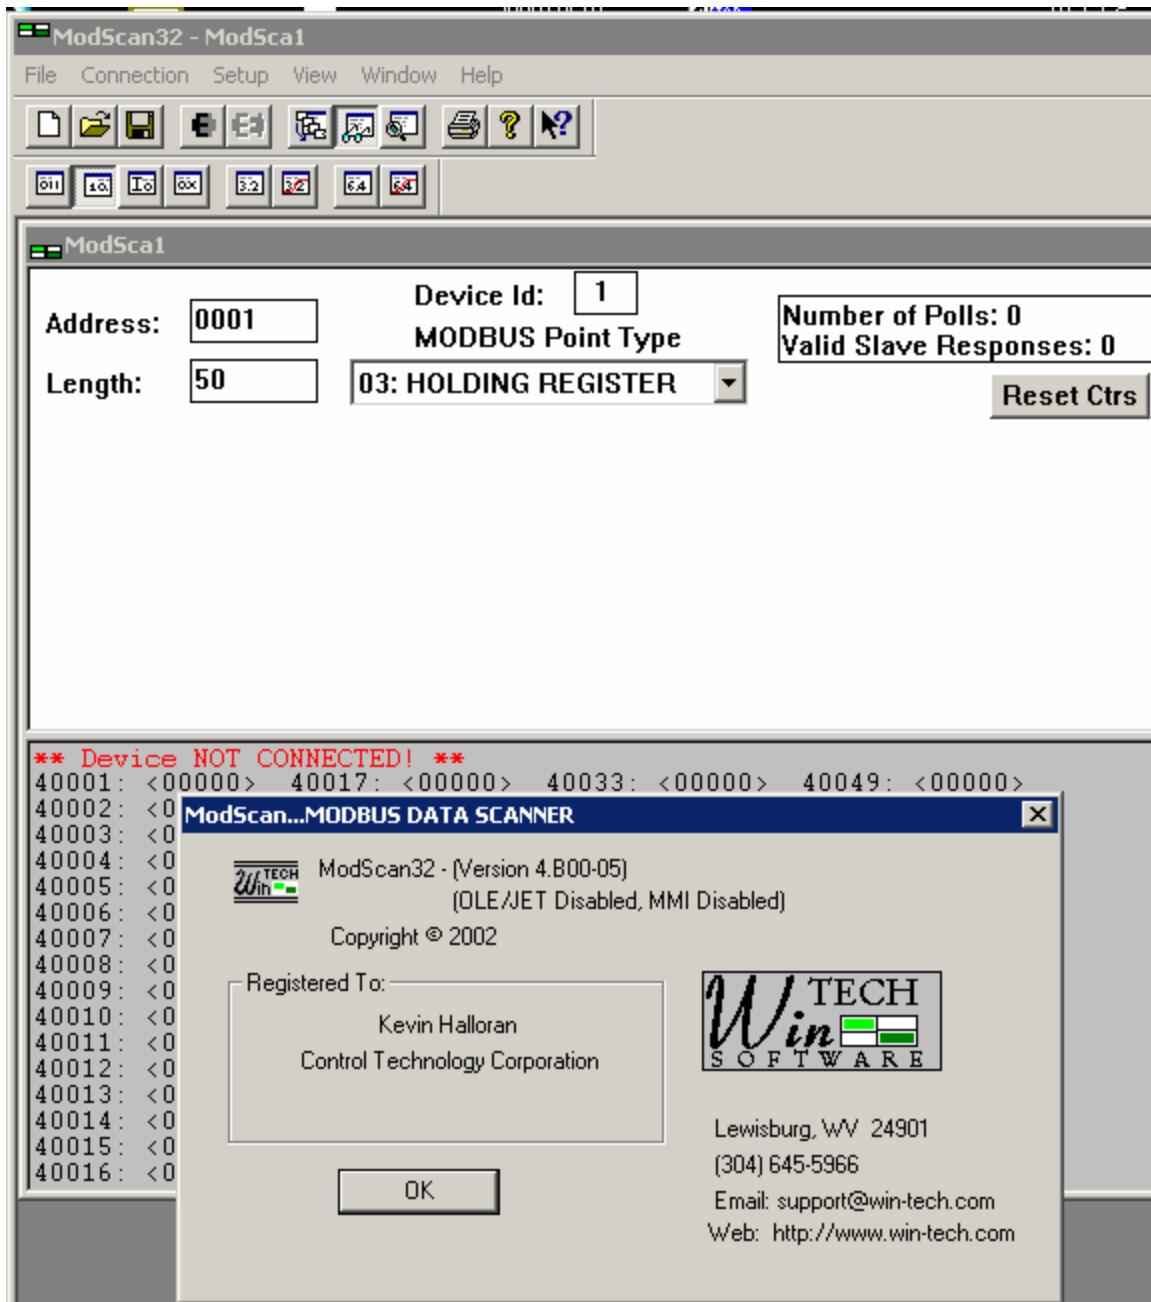 ModScan32 - ModSca1
File Connection Setup View Window Help
ModSca1
Address: 0001
Device Id: 1
MODBUS Point Type
Length: 50
03: HOLDING REGISTER
Number of Polls: 0
Valid Slave Responses: 0
Reset Ctrs
** Device NOT CONNECTED! **
40001: <00000> 40017: <00000> 40033: <00000> 40049: <00000>
40002: <0
40003: <0
40004: <0
40005: <0
40006: <0
40007: <0
40008: <0
40009: <0
40010: <0
40011: <0
40012: <0
40013: <0
40014: <0
40015: <0
40016: <0
ModScan...MODBUS DATA SCANNER
Win TECH
ModScan32 - (Version 4.B00-05)
(OLE/JET Disabled, MMI Disabled)
Copyright © 2002
Registered To:
Kevin Halloran
Control Technology Corporation
OK
Win TECH
SOFTWARE
Lewisburg, WV 24901
(304) 645-5966
Email: support@win-tech.com
Web: http://www.win-tech.com